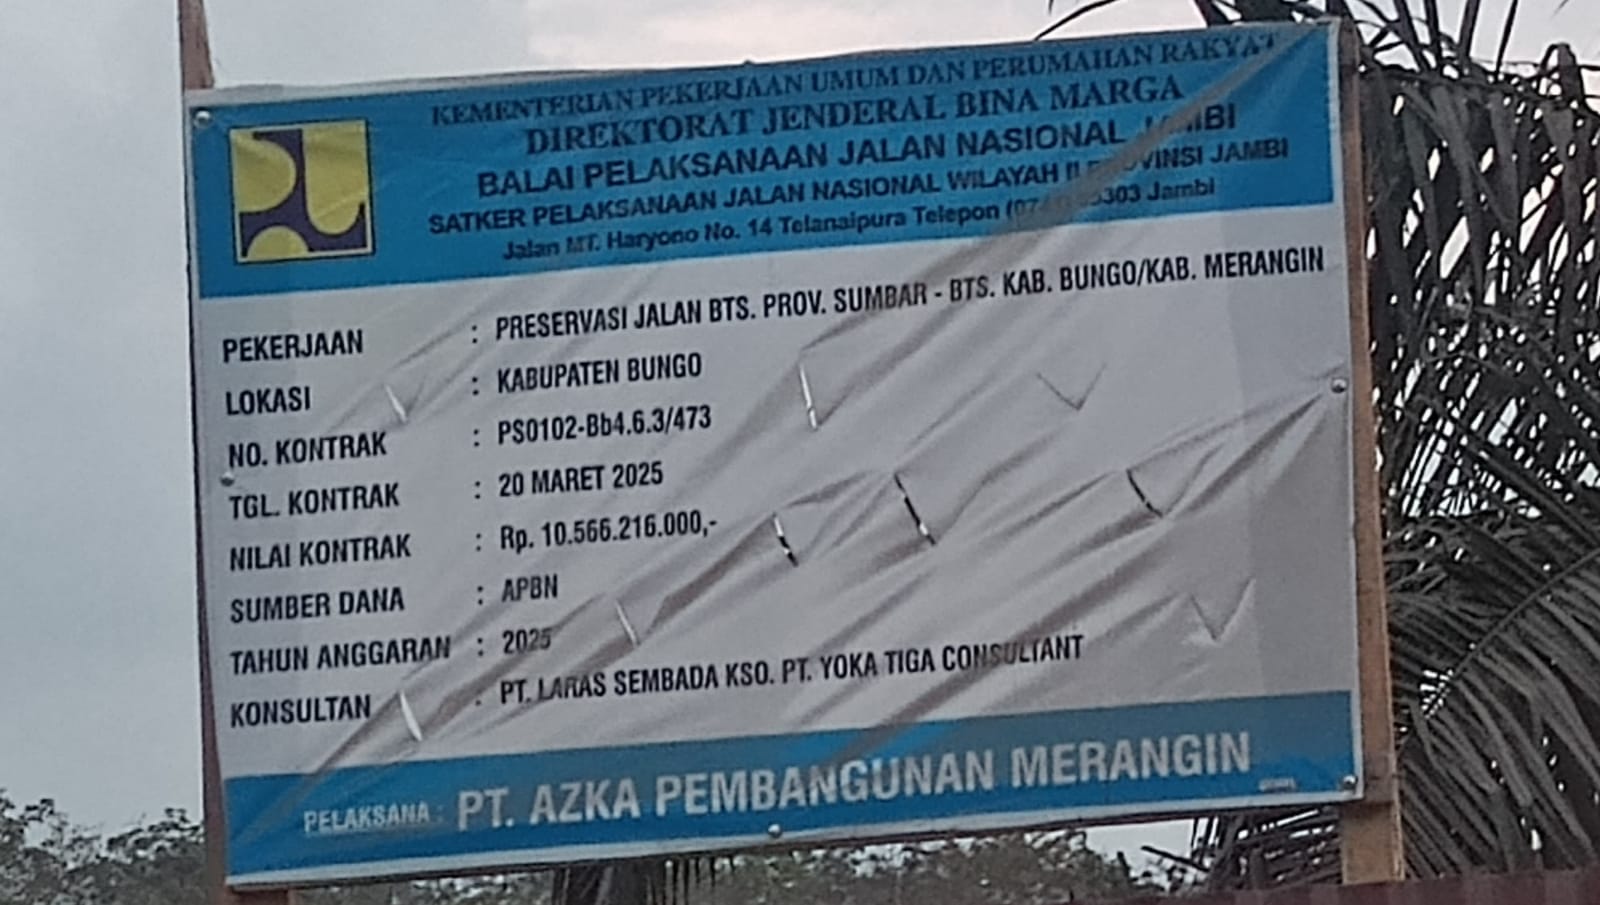 KEMENTERIAN PEKERJAAN UMUM DAN PERUMAHAN RAKYAT
DIREKTORAT JENDERAL BINA MARGA
BALAI PELAKSANAAN JALAN NASIONAL JAMBI
SATKER PELAKSANAAN JALAN NASIONAL WILAYAH II PROVINSI JAMBI
Jalan MT. Haryono No. 14 Telanaipura Telepon Jambi
PEKERJAAN : PRESERVASI JALAN BTS. PROV. SUMBAR - BTS. KAB. BUNGO/KAB. MERANGIN
LOKASI : KABUPATEN BUNGO
NO. KONTRAK : PS0102-Bb4.6.3/473
TGL. KONTRAK : 20 MARET 2025
NILAI KONTRAK : Rp. 10.566.216.000,-
SUMBER DANA : APBN
TAHUN ANGGARAN : 2025
KONSULTAN : PT. LARAS SEMBADA KSO. PT. YOKA TIGA CONSULTANT
PELAKSANA : PT. AZKA PEMBANGUNAN MERANGIN